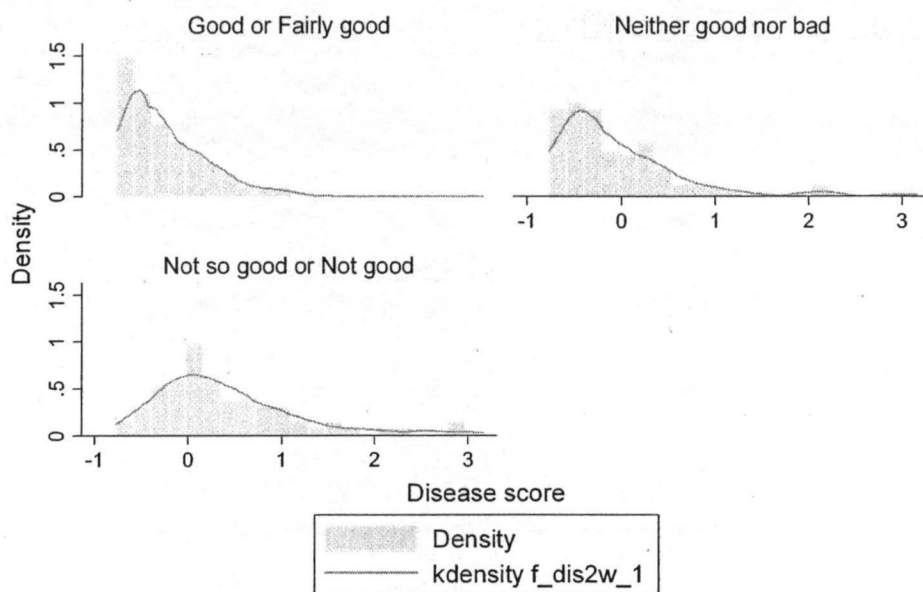 Good or Fairly good
Neither good nor bad
1.5
1
.5
0
-1 0 1 2 3
Not so good or Not good
1.5
1
.5
0
-1 0 1 2 3
Density
Disease score
Density
kdensity f_dis2w_1